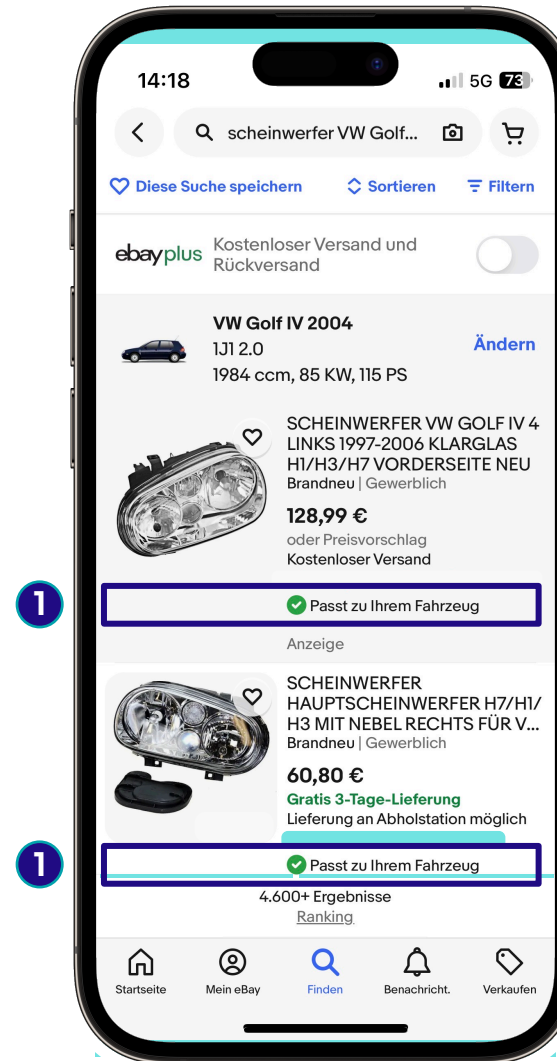 14:18
5G 73
scheinwerfer VW Golf...
Diese Suche speichern
Sortieren
Filtern
ebayplus
Kostenloser Versand und
Rückversand
VW Golf IV 2004
1J1 2.0
1984 ccm, 85 KW, 115 PS
Ändern
SCHEINWERFER VW GOLF IV 4
LINKS 1997-2006 KLARGLAS
H1/H3/H7 VORDERSEITE NEU
Brandneu | Gewerblich
128,99 €
oder Preisvorschlag
Kostenloser Versand
1
Passt zu Ihrem Fahrzeug
Anzeige
SCHEINWERFER
HAUPTSCHEINWERFER H7/H1/
H3 MIT NEBEL RECHTS FÜR V...
Brandneu | Gewerblich
60,80 €
Gratis 3-Tage-Lieferung
Lieferung an Abholstation möglich
1
Passt zu Ihrem Fahrzeug
4.600+ Ergebnisse
Ranking
Startseite
Mein eBay
Finden
Benachricht.
Verkaufen